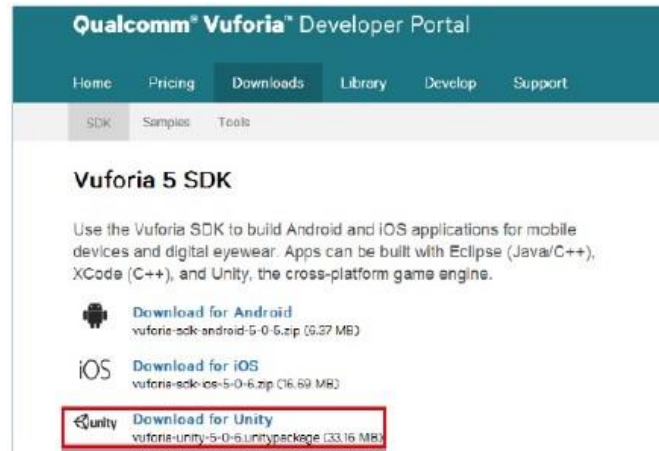 Qualcomm® Vuforia™ Developer Portal
Home Pricing Downloads Library Develop Support
SDK Samples Tools
Vuforia 5 SDK
Use the Vuforia SDK to build Android and iOS applications for mobile
devices and digital eyewear. Apps can be built with Eclipse (Java/C++),
XCode (C++), and Unity, the cross-platform game engine.
Download for Android
vuforia-sdk-android-5-0-6.zip (6.37 MB)
iOS Download for iOS
vuforia-sdk-ios-5-0-6.zip (16.69 MB)
unity Download for Unity
vuforia-unity-5-0-6.unitypackage (33.16 MB)